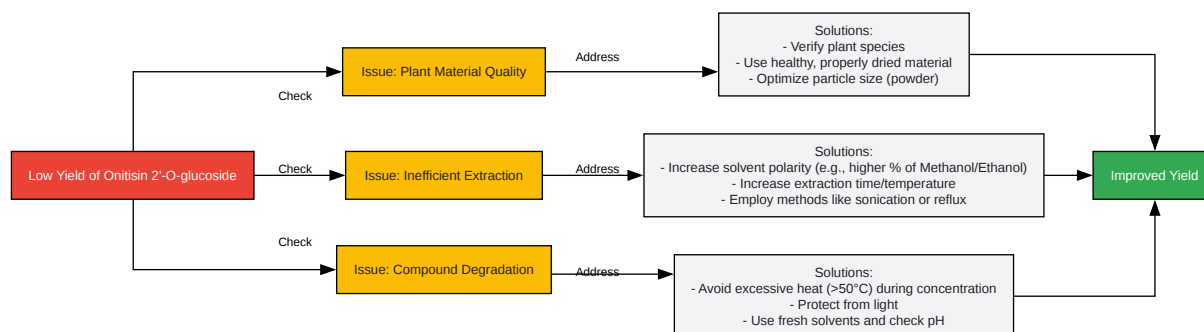 Low Yield of Onitisin 2'-O-glucoside
Check
Check
Check
Issue: Plant Material Quality
Issue: Inefficient Extraction
Issue: Compound Degradation
Address
Address
Address
Solutions:
- Verify plant species
- Use healthy, properly dried material
- Optimize particle size (powder)
Solutions:
- Increase solvent polarity (e.g., higher % of Methanol/Ethanol)
- Increase extraction time/temperature
- Employ methods like sonication or reflux
Solutions:
- Avoid excessive heat (>50°C) during concentration
- Protect from light
- Use fresh solvents and check pH
Improved Yield